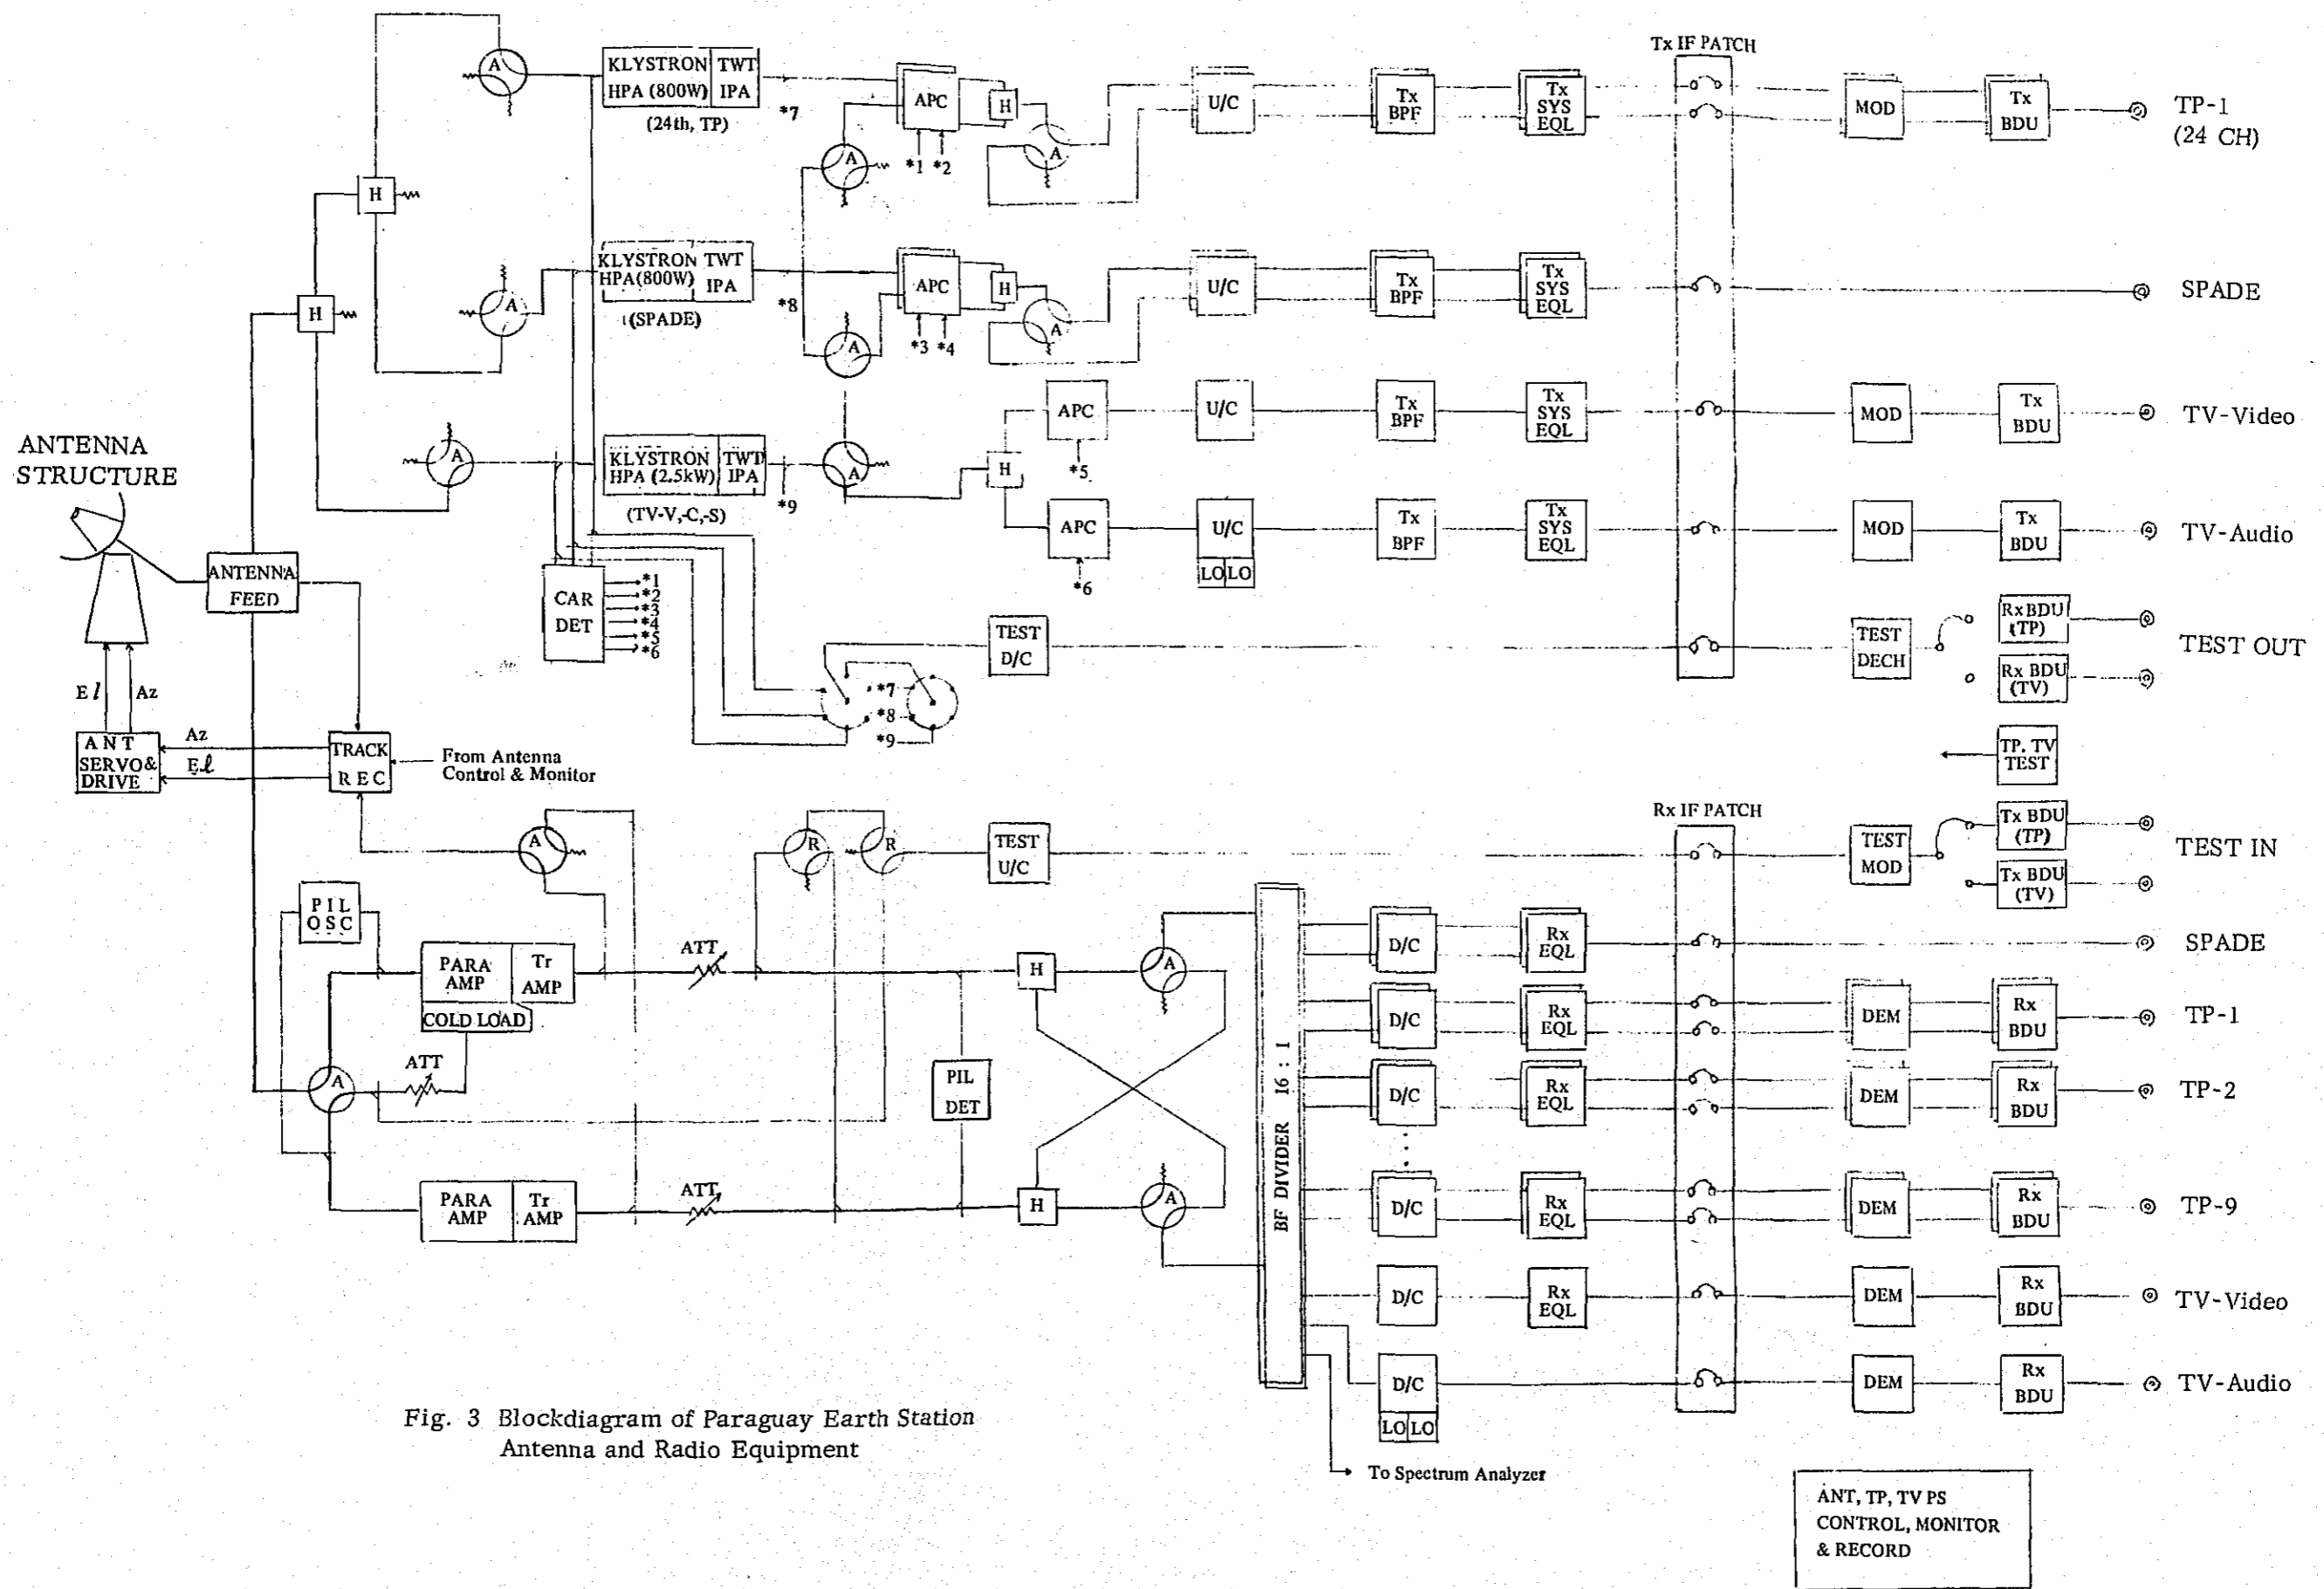 Tx IF PATCH
A
KLYSTRON TWT
HPA (800W) IPA
(24th, TP)
*7
APC
H
*1 *2
A
A
U/C
Tx
BPF
Tx
SYS
EQL
MOD
Tx
BDU
TP-1
(24 CH)
H
H
A
KLYSTRON TWT
HPA (800W) IPA
(SPADE)
*8
APC
H
*3 *4
A
A
U/C
Tx
BPF
Tx
SYS
EQL
SPADE
A
KLYSTRON TWT
HPA (2.5kW) IPA
(TV-V,-C,-S)
*9
A
H
APC
*5
U/C
Tx
BPF
Tx
SYS
EQL
MOD
Tx
BDU
TV-Video
APC
*6
U/C
LO LO
Tx
BPF
Tx
SYS
EQL
MOD
Tx
BDU
TV-Audio
ANTENNA
STRUCTURE
ANTENNA
FEED
CAR
DET
*1
*2
*3
*4
*5
*6
TEST
D/C
*7
*8
*9
TEST
DECH
Rx BDU
(TP)
Rx BDU
(TV)
TEST OUT
El Az
ANT
SERVO &
DRIVE
Az
El
TRACK
REC
From Antenna
Control & Monitor
TP. TV
TEST
Rx IF PATCH
A
R
R
TEST
U/C
TEST
MOD
Tx BDU
(TP)
Tx BDU
(TV)
TEST IN
PIL
OSC
PARA
AMP
Tr
AMP
COLD LOAD
ATT
ATT
A
PIL
DET
H
A
BF DIVIDER 16 : 1
PARA
AMP
Tr
AMP
ATT
H
A
D/C
Rx
EQL
SPADE
D/C
Rx
EQL
DEM
Rx
BDU
TP-1
D/C
Rx
EQL
DEM
Rx
BDU
TP-2
D/C
Rx
EQL
DEM
Rx
BDU
TP-9
D/C
Rx
EQL
DEM
Rx
BDU
TV-Video
D/C
LO LO
DEM
Rx
BDU
TV-Audio
To Spectrum Analyzer
Fig. 3 Blockdiagram of Paraguay Earth Station
Antenna and Radio Equipment
ANT, TP, TV PS
CONTROL, MONITOR
& RECORD